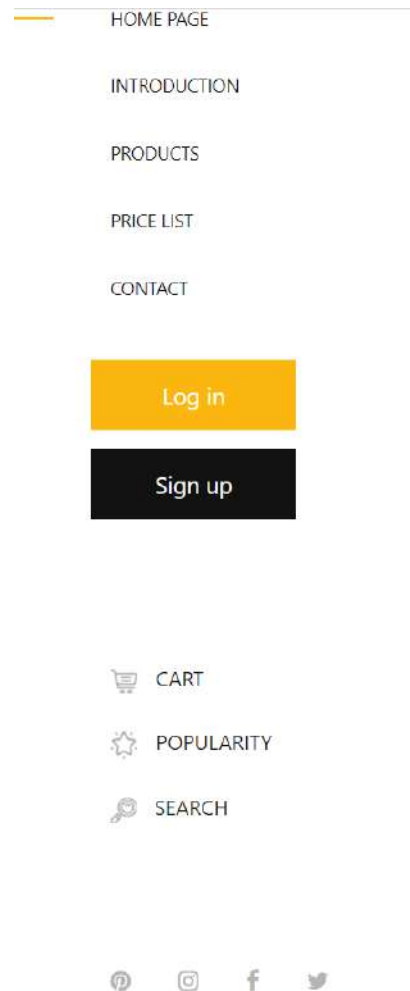 HOME PAGE
INTRODUCTION
PRODUCTS
PRICE LIST
CONTACT
Log in
Sign up
CART
POPULARITY
SEARCH